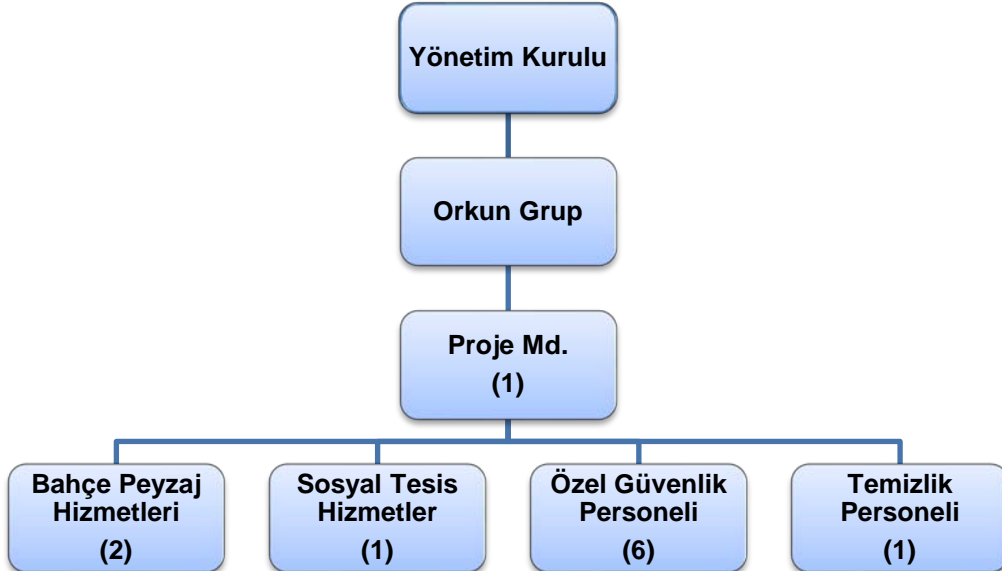 Yönetim Kurulu
Orkun Grup
Proje Md.
(1)
Bahçe Peyzaj
Hizmetleri
(2)
Sosyal Tesis
Hizmetler
(1)
Özel Güvenlik
Personeli
(6)
Temizlik
Personeli
(1)